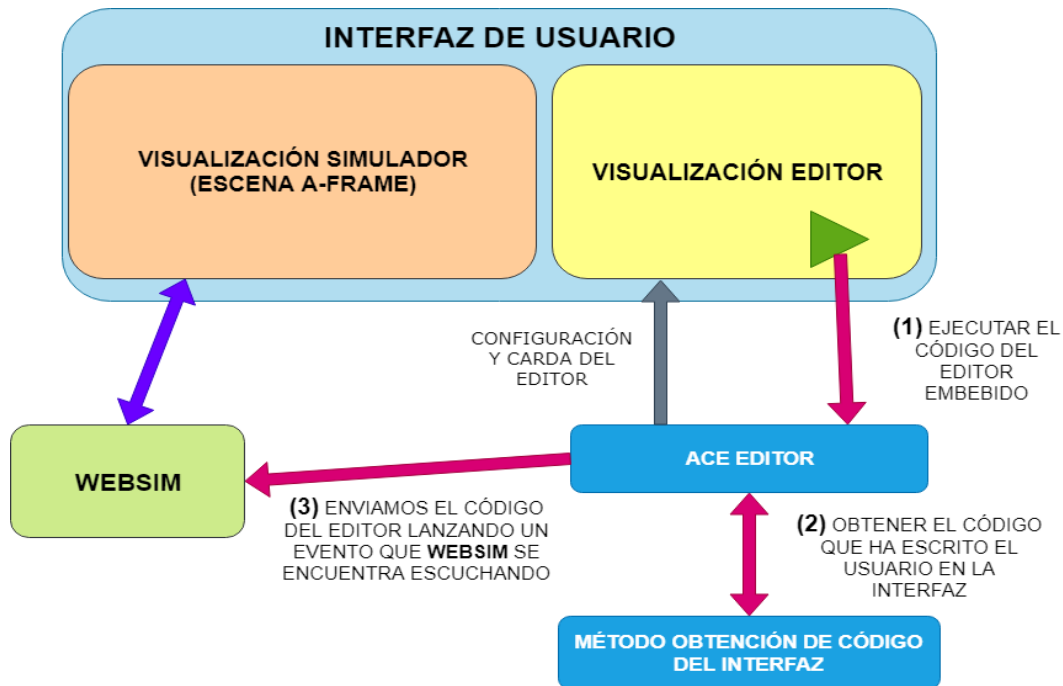 INTERFAZ DE USUARIO
VISUALIZACIÓN SIMULADOR
(ESCENA A-FRAME)
VISUALIZACIÓN EDITOR
CONFIGURACIÓN
Y CARDA DEL
EDITOR
(1) EJECUTAR EL
CÓDIGO DEL
EDITOR
EMBEBIDO
WEBSIM
ACE EDITOR
(3) ENVIAMOS EL CÓDIGO
DEL EDITOR LANZANDO UN
EVENTO QUE WEBSIM SE
ENCUENTRA ESCUCHANDO
(2) OBTENER EL CÓDIGO
QUE HA ESCRITO EL
USUARIO EN LA
INTERFAZ
MÉTODO OBTENCIÓN DE CÓDIGO
DEL INTERFAZ